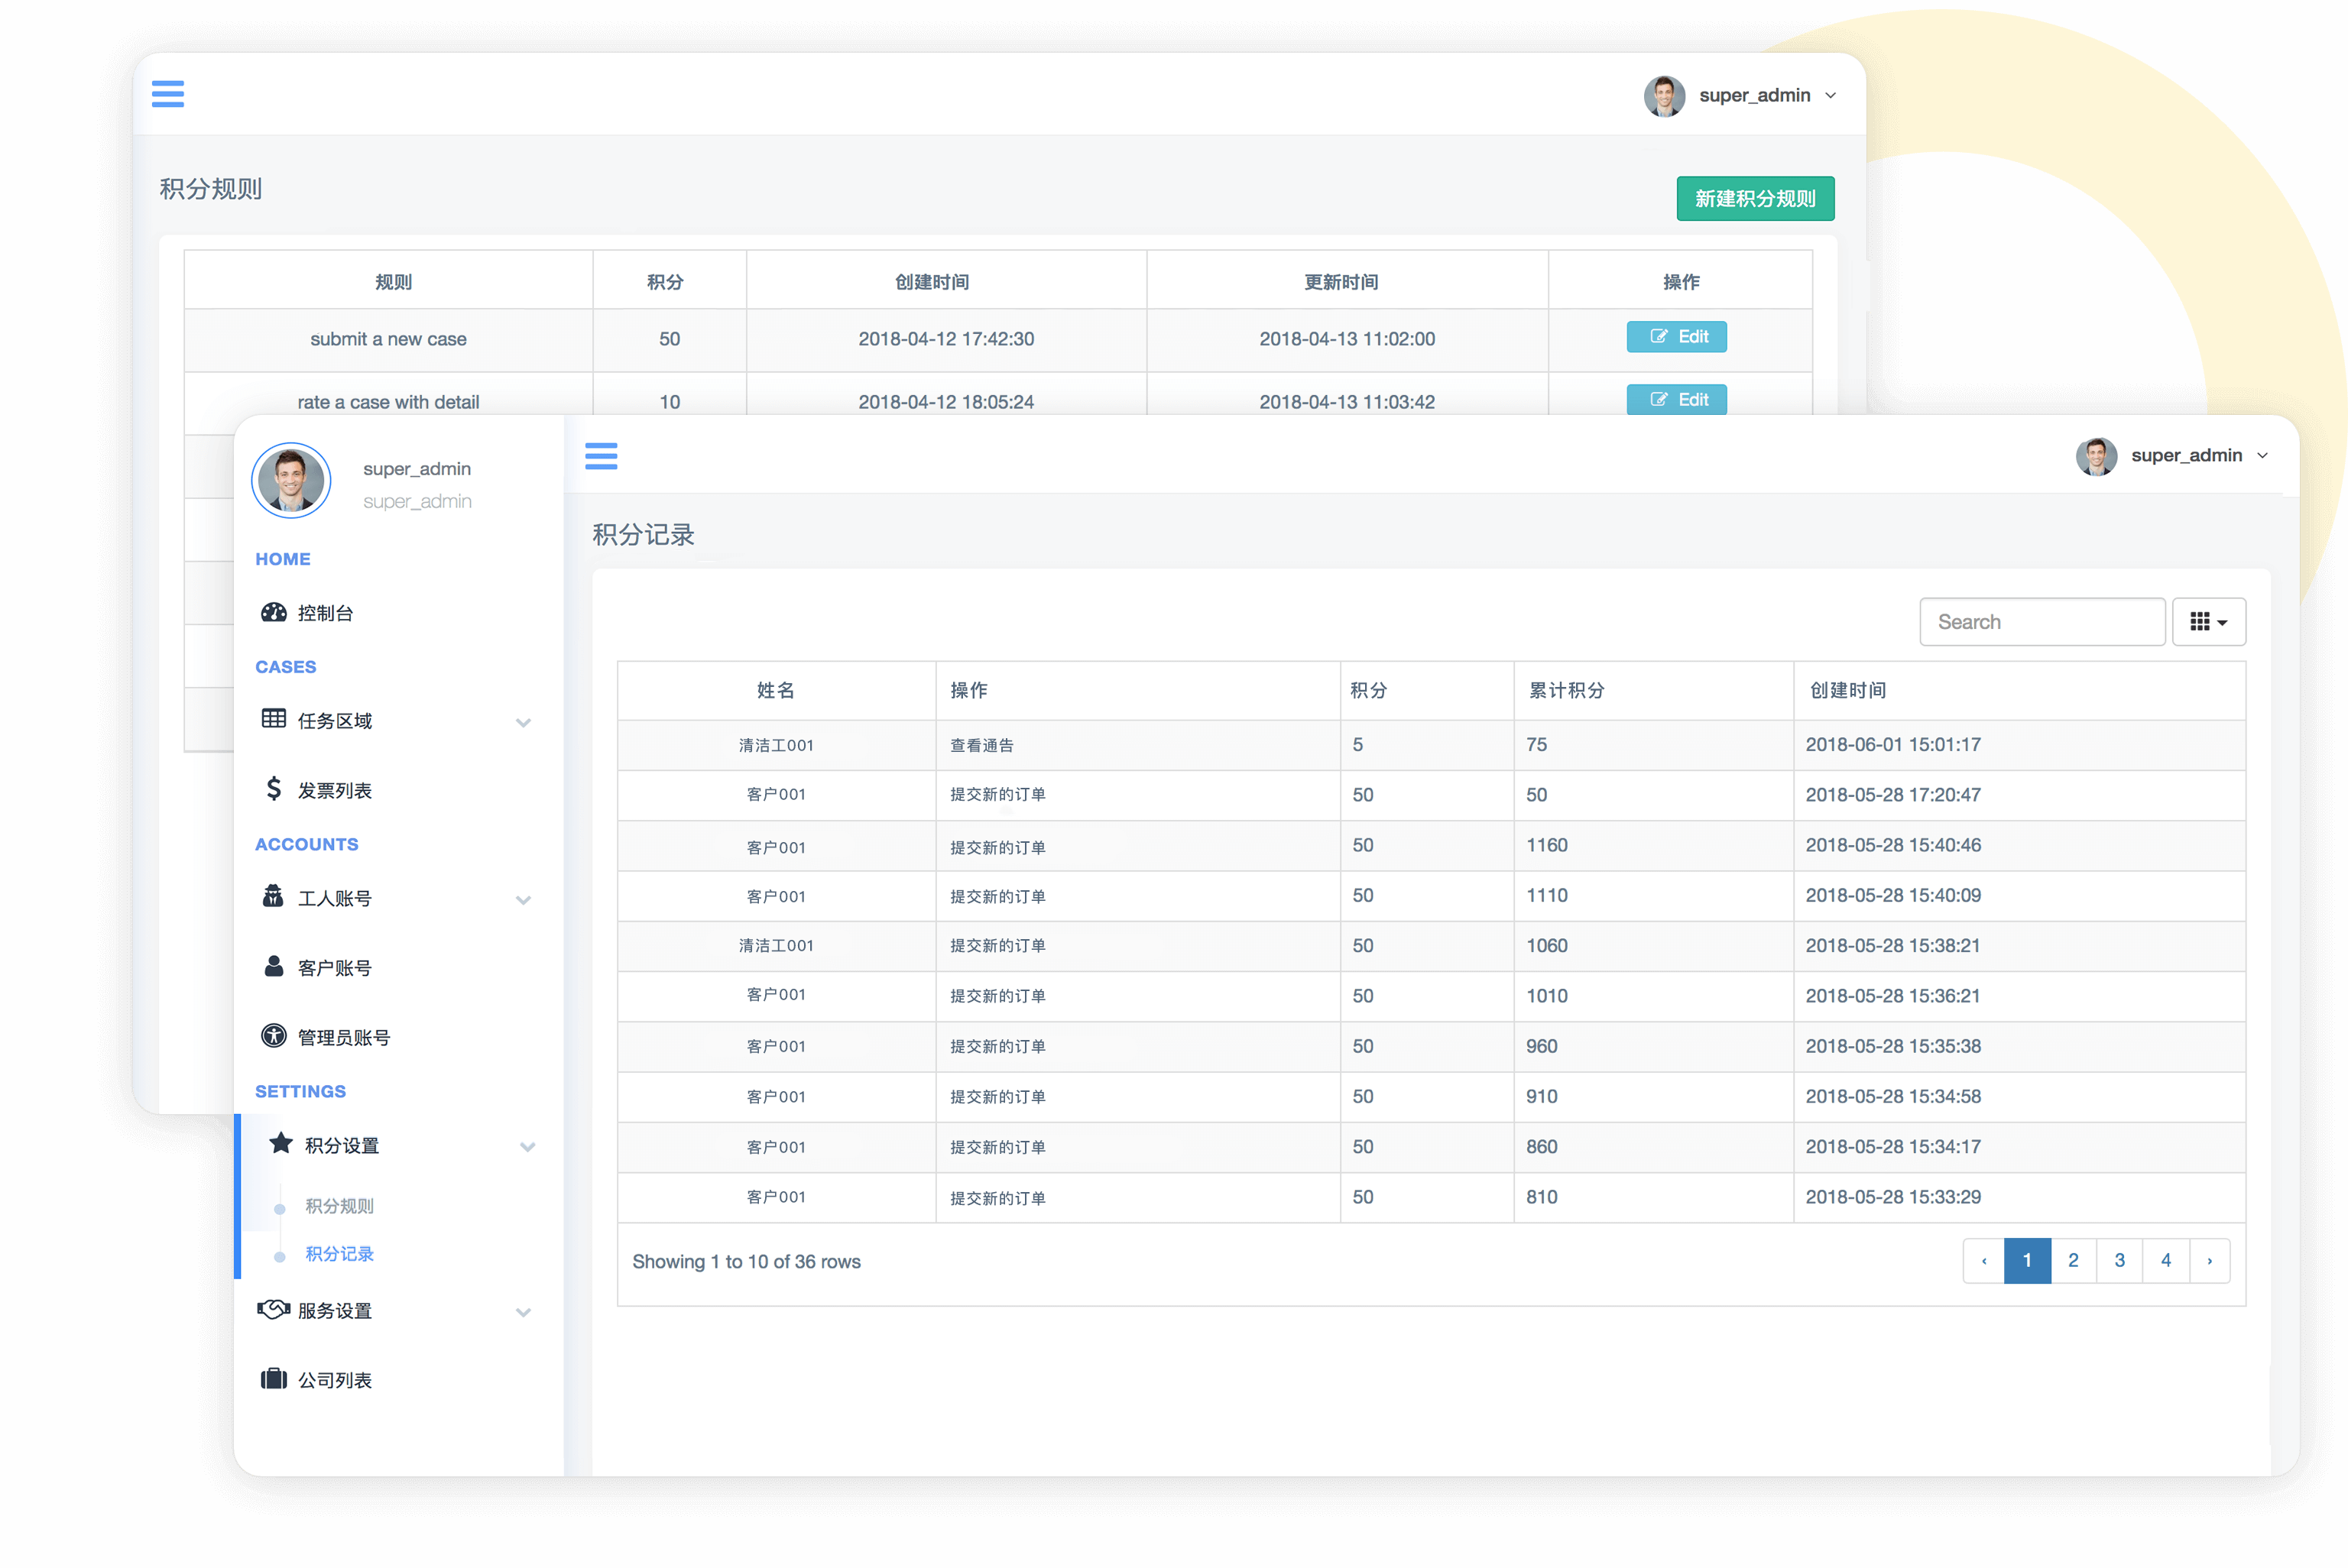 super_admin
积分规则
新建积分规则
规则 积分 创建时间 更新时间 操作
submit a new case 50 2018-04-12 17:42:30 2018-04-13 11:02:00 Edit
rate a case with detail 10 2018-04-12 18:05:24 2018-04-13 11:03:42 Edit
super_admin
super_admin
HOME
控制台
CASES
任务区域
发票列表
ACCOUNTS
工人账号
客户账号
管理员账号
SETTINGS
积分设置
积分规则
积分记录
服务设置
公司列表
super_admin
积分记录
Search
姓名 操作 积分 累计积分 创建时间
清洁工001 查看通告 5 75 2018-06-01 15:01:17
客户001 提交新的订单 50 50 2018-05-28 17:20:47
客户001 提交新的订单 50 1160 2018-05-28 15:40:46
客户001 提交新的订单 50 1110 2018-05-28 15:40:09
清洁工001 提交新的订单 50 1060 2018-05-28 15:38:21
客户001 提交新的订单 50 1010 2018-05-28 15:36:21
客户001 提交新的订单 50 960 2018-05-28 15:35:38
客户001 提交新的订单 50 910 2018-05-28 15:34:58
客户001 提交新的订单 50 860 2018-05-28 15:34:17
客户001 提交新的订单 50 810 2018-05-28 15:33:29
Showing 1 to 10 of 36 rows
‹ 1 2 3 4 ›